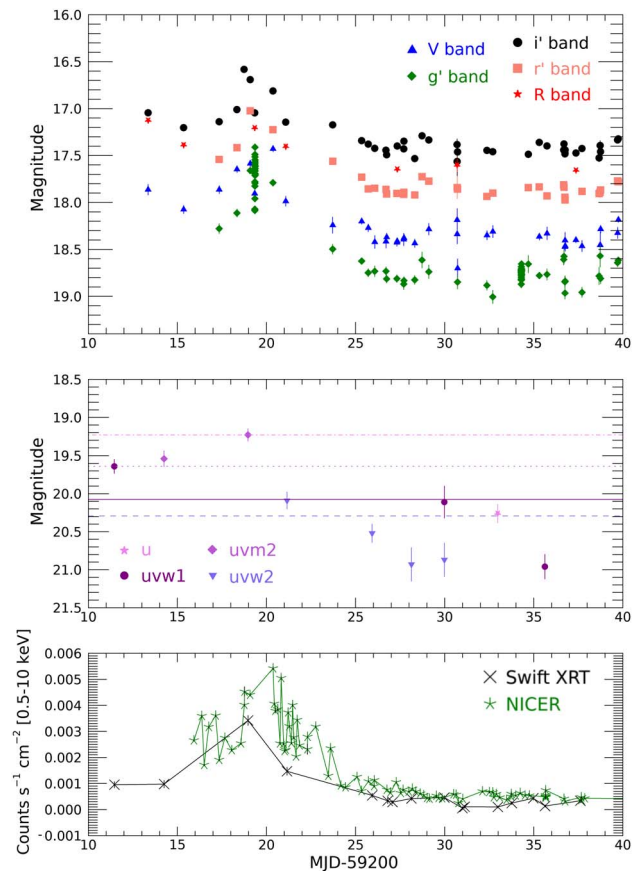 16.0
16.5
17.0
17.5
18.0
18.5
19.0
Magnitude
V band
g' band
i' band
r' band
R band
10 15 20 25 30 35 40
18.5
19.0
19.5
20.0
20.5
21.0
21.5
Magnitude
u
uvw1
uvm2
uvw2
10 15 20 25 30 35 40
0.006
0.005
0.004
0.003
0.002
0.001
0.000
-0.001
Counts s⁻¹ cm⁻² [0.5-10 keV]
Swift XRT
NICER
10 15 20 25 30 35 40
MJD-59200